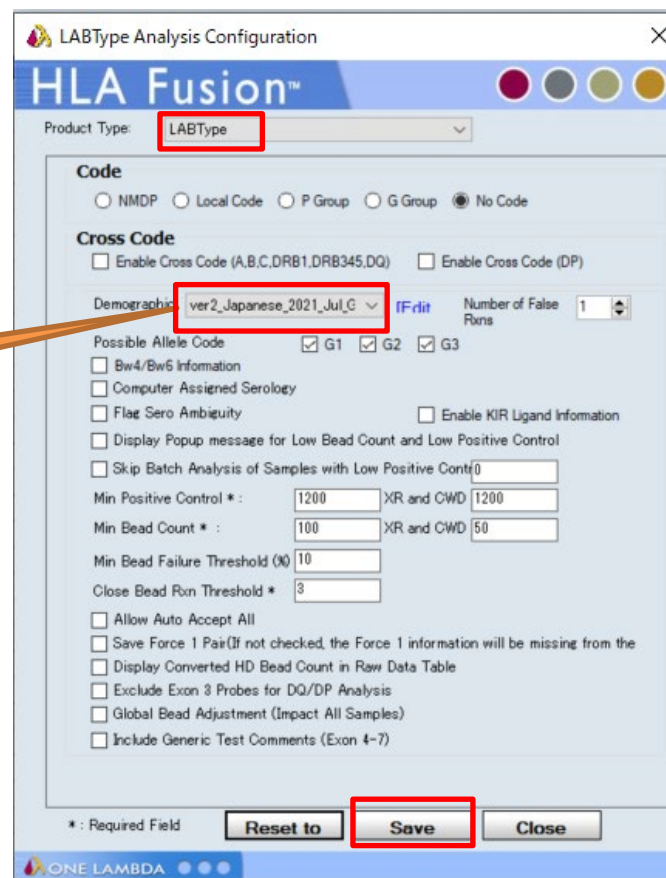 LABType Analysis Configuration
HLA Fusion™
Product Type: LABType
Code
NMDP Local Code P Group G Group No Code
Cross Code
Enable Cross Code (A,B,C,DRB1,DRB345,DQ) Enable Cross Code (DP)
Demographic ver2_Japanese_2021_Jul_G [Edit Number of False
Rxns 1
Possible Allele Code G1 G2 G3
Bw4/Bw6 Information
Computer Assigned Serology
Flag Sero Ambiguity Enable KIR Ligand Information
Display Popup message for Low Bead Count and Low Positive Control
Skip Batch Analysis of Samples with Low Positive Contr 0
Min Positive Control * : 1200 XR and CWD 1200
Min Bead Count * : 100 XR and CWD 50
Min Bead Failure Threshold (%) 10
Close Bead Rxn Threshold * 3
Allow Auto Accept All
Save Force 1 Pair(If not checked, the Force 1 information will be missing from the
Display Converted HD Bead Count in Raw Data Table
Exclude Exon 3 Probes for DQ/DP Analysis
Global Bead Adjustment (Impact All Samples)
Include Generic Test Comments (Exon 4-7)
* : Required Field Reset to Save Close
ONE LAMBDA